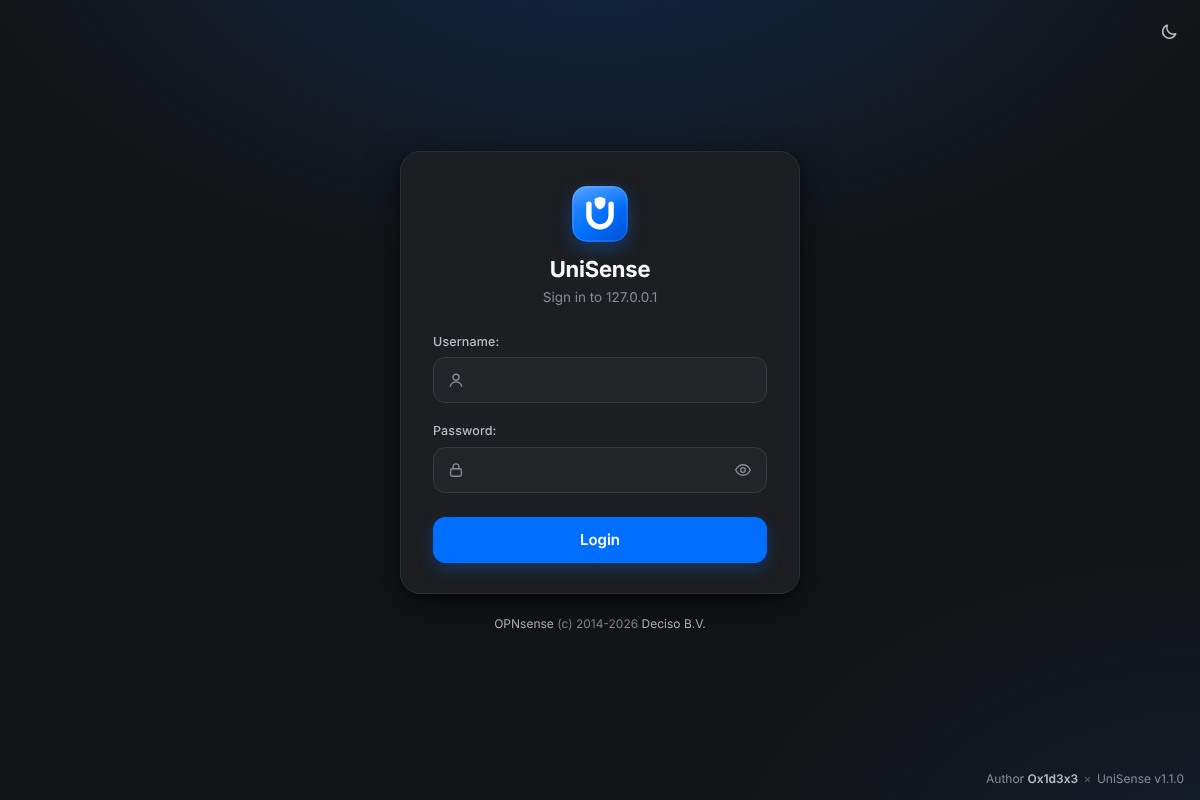 UniSense
Sign in to 127.0.0.1
Username:
Password:
Login
OPNsense (c) 2014-2026 Deciso B.V.
Author Ox1d3x3 × UniSense v1.1.0